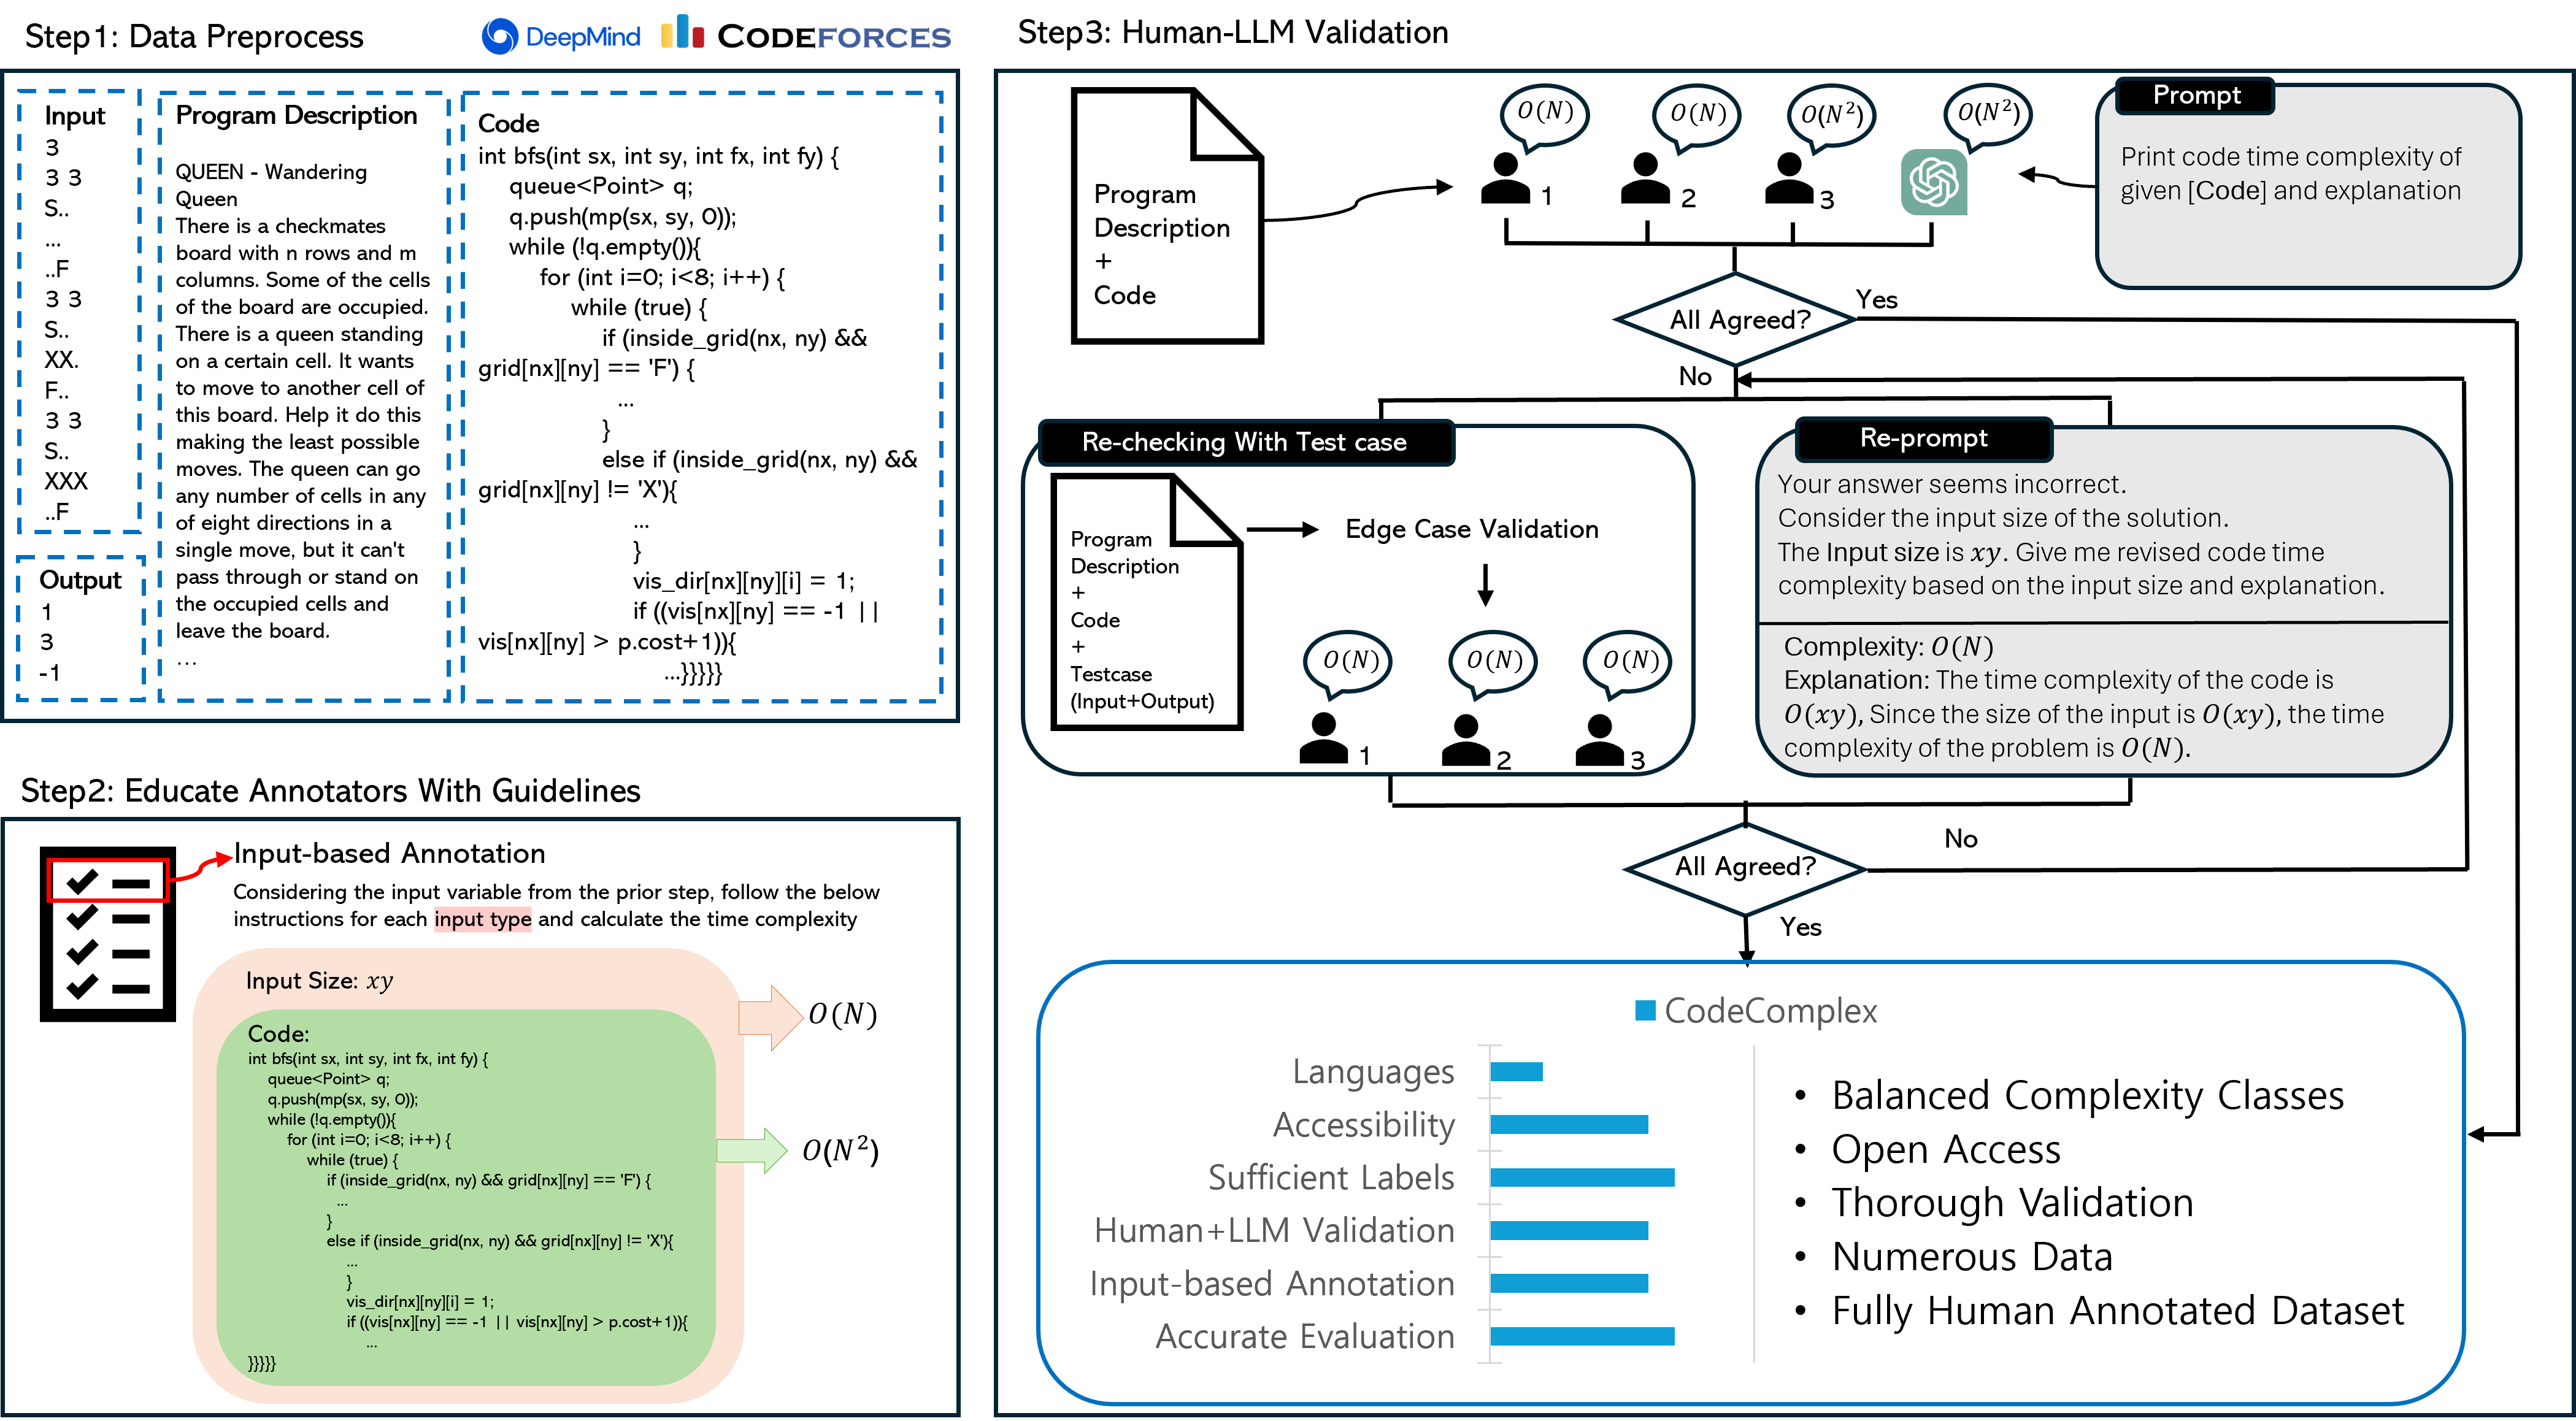 Step1: Data Preprocess
DeepMind
CODEFORCES
Input
3
3 3
S..
...
..F
3 3
S..
XX.
F..
3 3
S..
XXX
..F
Output
1
3
-1
Program Description
QUEEN - Wandering
Queen
There is a checkmates
board with n rows and m
columns. Some of the cells
of the board are occupied.
There is a queen standing
on a certain cell. It wants
to move to another cell of
this board. Help it do this
making the least possible
moves. The queen can go
any number of cells in any
of eight directions in a
single move, but it can't
pass through or stand on
the occupied cells and
leave the board.
...
Code
int bfs(int sx, int sy, int fx, int fy) {
queue<Point> q;
q.push(mp(sx, sy, 0));
while (!q.empty()){
for (int i=0; i<8; i++) {
while (true) {
if (inside_grid(nx, ny) &&
grid[nx][ny] == 'F') {
...
}
else if (inside_grid(nx, ny) &&
grid[nx][ny] != 'X'){
...
}
vis_dir[nx][ny][i] = 1;
if ((vis[nx][ny] == -1 ||
vis[nx][ny] > p.cost+1)){
...}}}}}
Step2: Educate Annotators With Guidelines
Input-based Annotation
Considering the input variable from the prior step, follow the below
instructions for each input type and calculate the time complexity
Input Size: xy
O(N)
Code:
int bfs(int sx, int sy, int fx, int fy) {
queue<Point> q;
q.push(mp(sx, sy, 0));
while (!q.empty()){
for (int i=0; i<8; i++) {
while (true) {
if (inside_grid(nx, ny) && grid[nx][ny] == 'F') {
...
}
else if (inside_grid(nx, ny) && grid[nx][ny] != 'X'){
...
}
vis_dir[nx][ny][i] = 1;
if ((vis[nx][ny] == -1 || vis[nx][ny] > p.cost+1)){
...
}}}}}
O(N²)
Step3: Human-LLM Validation
Program
Description
+
Code
O(N)
O(N)
O(N²)
O(N²)
1
2
3
Prompt
Print code time complexity of
given [Code] and explanation
All Agreed?
Yes
No
Re-checking With Test case
Program
Description
+
Code
+
Testcase
(Input+Output)
Edge Case Validation
O(N)
O(N)
O(N)
1
2
3
Re-prompt
Your answer seems incorrect.
Consider the input size of the solution.
The Input size is xy. Give me revised code time
complexity based on the input size and explanation.
Complexity: O(N)
Explanation: The time complexity of the code is
O(xy), Since the size of the input is O(xy), the time
complexity of the problem is O(N).
All Agreed?
No
Yes
CodeComplex
Languages
Accessibility
Sufficient Labels
Human+LLM Validation
Input-based Annotation
Accurate Evaluation
• Balanced Complexity Classes
• Open Access
• Thorough Validation
• Numerous Data
• Fully Human Annotated Dataset